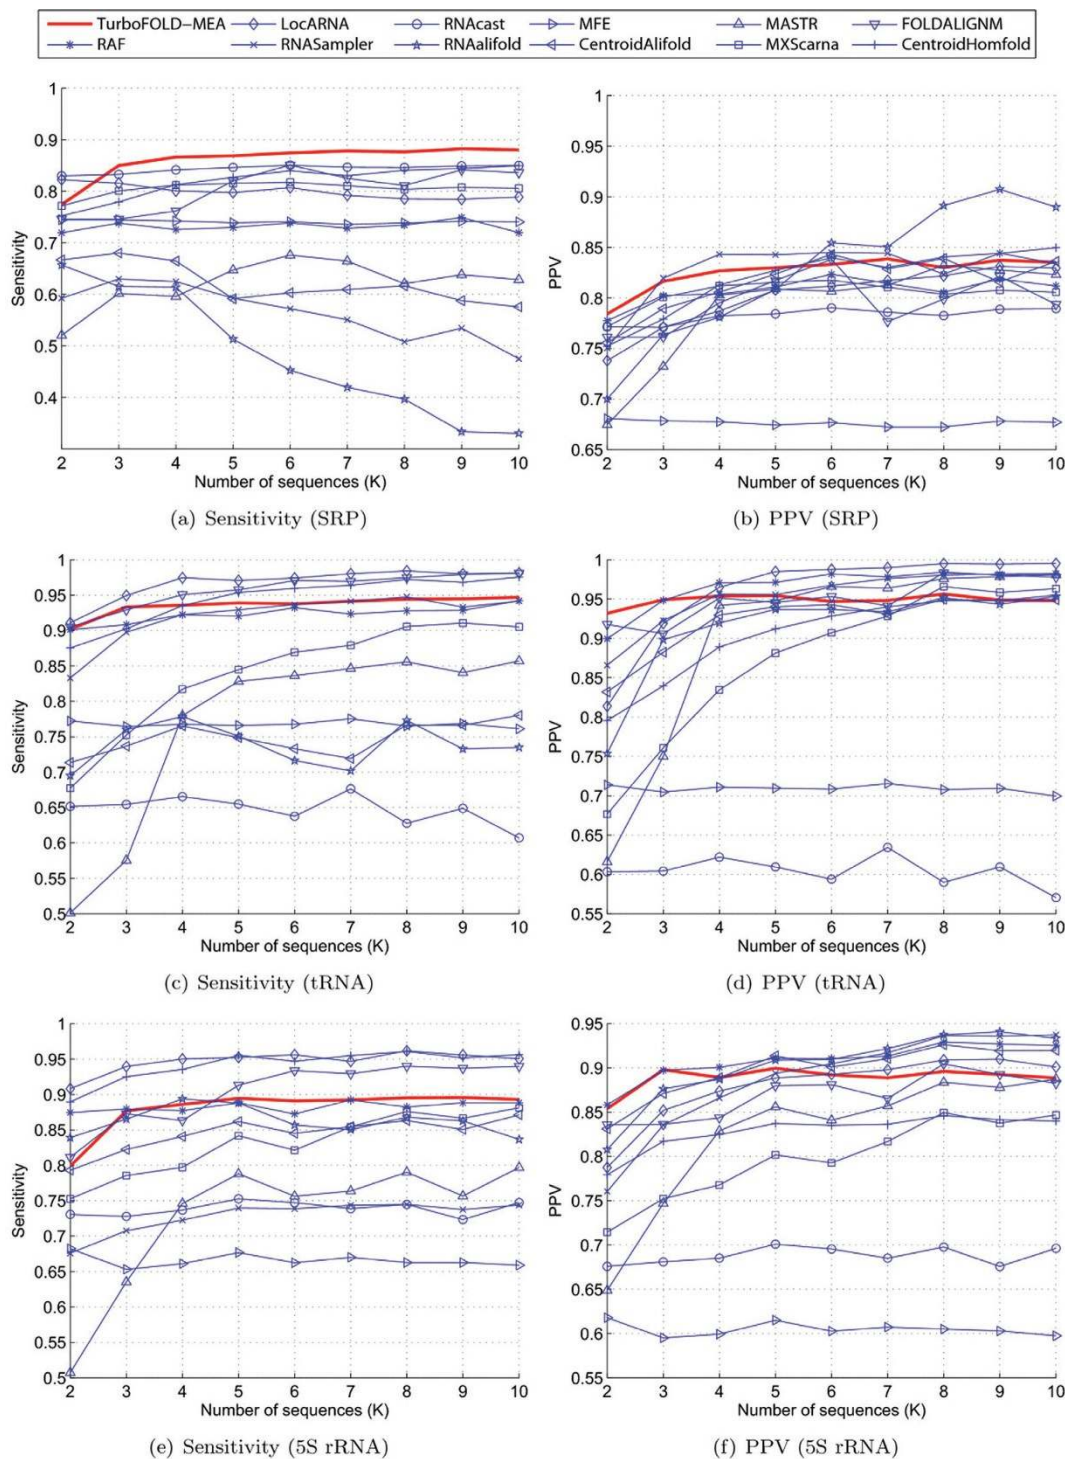 TurboFOLD−MEA LocARNA RNAcast MFE MASTR FOLDALIGNM
RAF RNASampler RNAalifold CentroidAlifold MXScarna CentroidHomfold
1
0.9
0.8
0.7
0.6
0.5
0.4
Sensitivity
2 3 4 5 6 7 8 9 10
Number of sequences (K)
(a) Sensitivity (SRP)
1
0.95
0.9
0.85
0.8
0.75
0.7
0.65
PPV
2 3 4 5 6 7 8 9 10
Number of sequences (K)
(b) PPV (SRP)
1
0.95
0.9
0.85
0.8
0.75
0.7
0.65
0.6
0.55
0.5
Sensitivity
2 3 4 5 6 7 8 9 10
Number of sequences (K)
(c) Sensitivity (tRNA)
1
0.95
0.9
0.85
0.8
0.75
0.7
0.65
0.6
0.55
PPV
2 3 4 5 6 7 8 9 10
Number of sequences (K)
(d) PPV (tRNA)
1
0.95
0.9
0.85
0.8
0.75
0.7
0.65
0.6
0.55
0.5
Sensitivity
2 3 4 5 6 7 8 9 10
Number of sequences (K)
(e) Sensitivity (5S rRNA)
0.95
0.9
0.85
0.8
0.75
0.7
0.65
0.6
0.55
PPV
2 3 4 5 6 7 8 9 10
Number of sequences (K)
(f) PPV (5S rRNA)